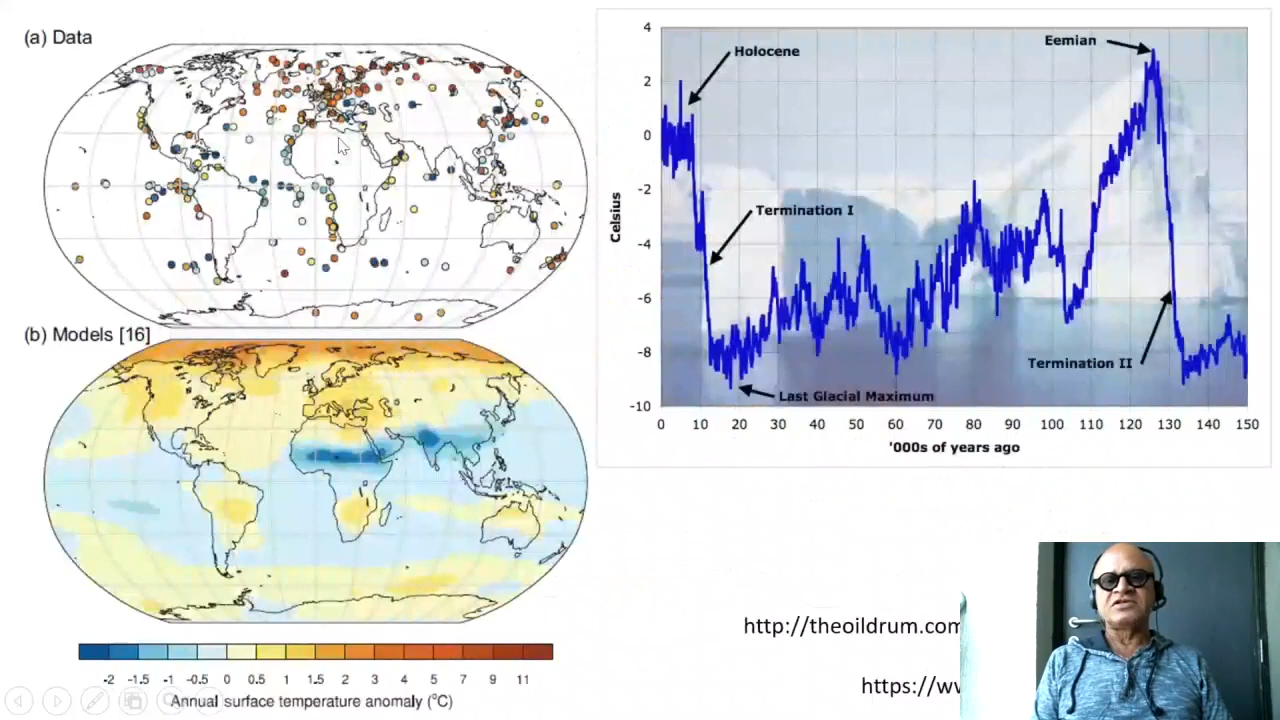 (a) Data
(b) Models [16]
-2 -1.5 -1 -0.5 0 0.5 1 1.5 2 3 4 5 7 9 11
Annual surface temperature anomaly (°C)
4
2
0
-2
-4
-6
-8
-10
Celsius
Holocene
Eemian
Termination I
Termination II
Last Glacial Maximum
0 10 20 30 40 50 60 70 80 90 100 110 120 130 140 150
'000s of years ago
http://theoildrum.com
https://ww